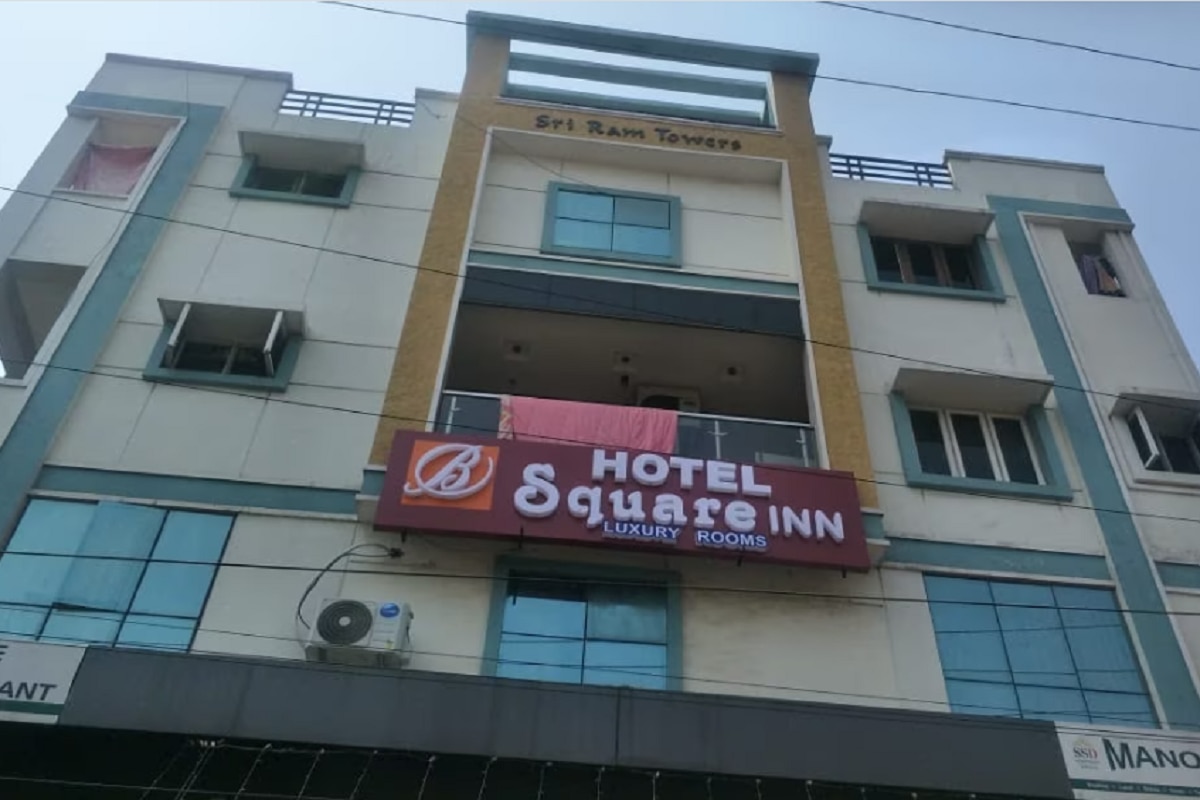 Sri Ram Towers
B
HOTEL
Square INN
LUXURY ROOMS
ANT
SSD
MANO